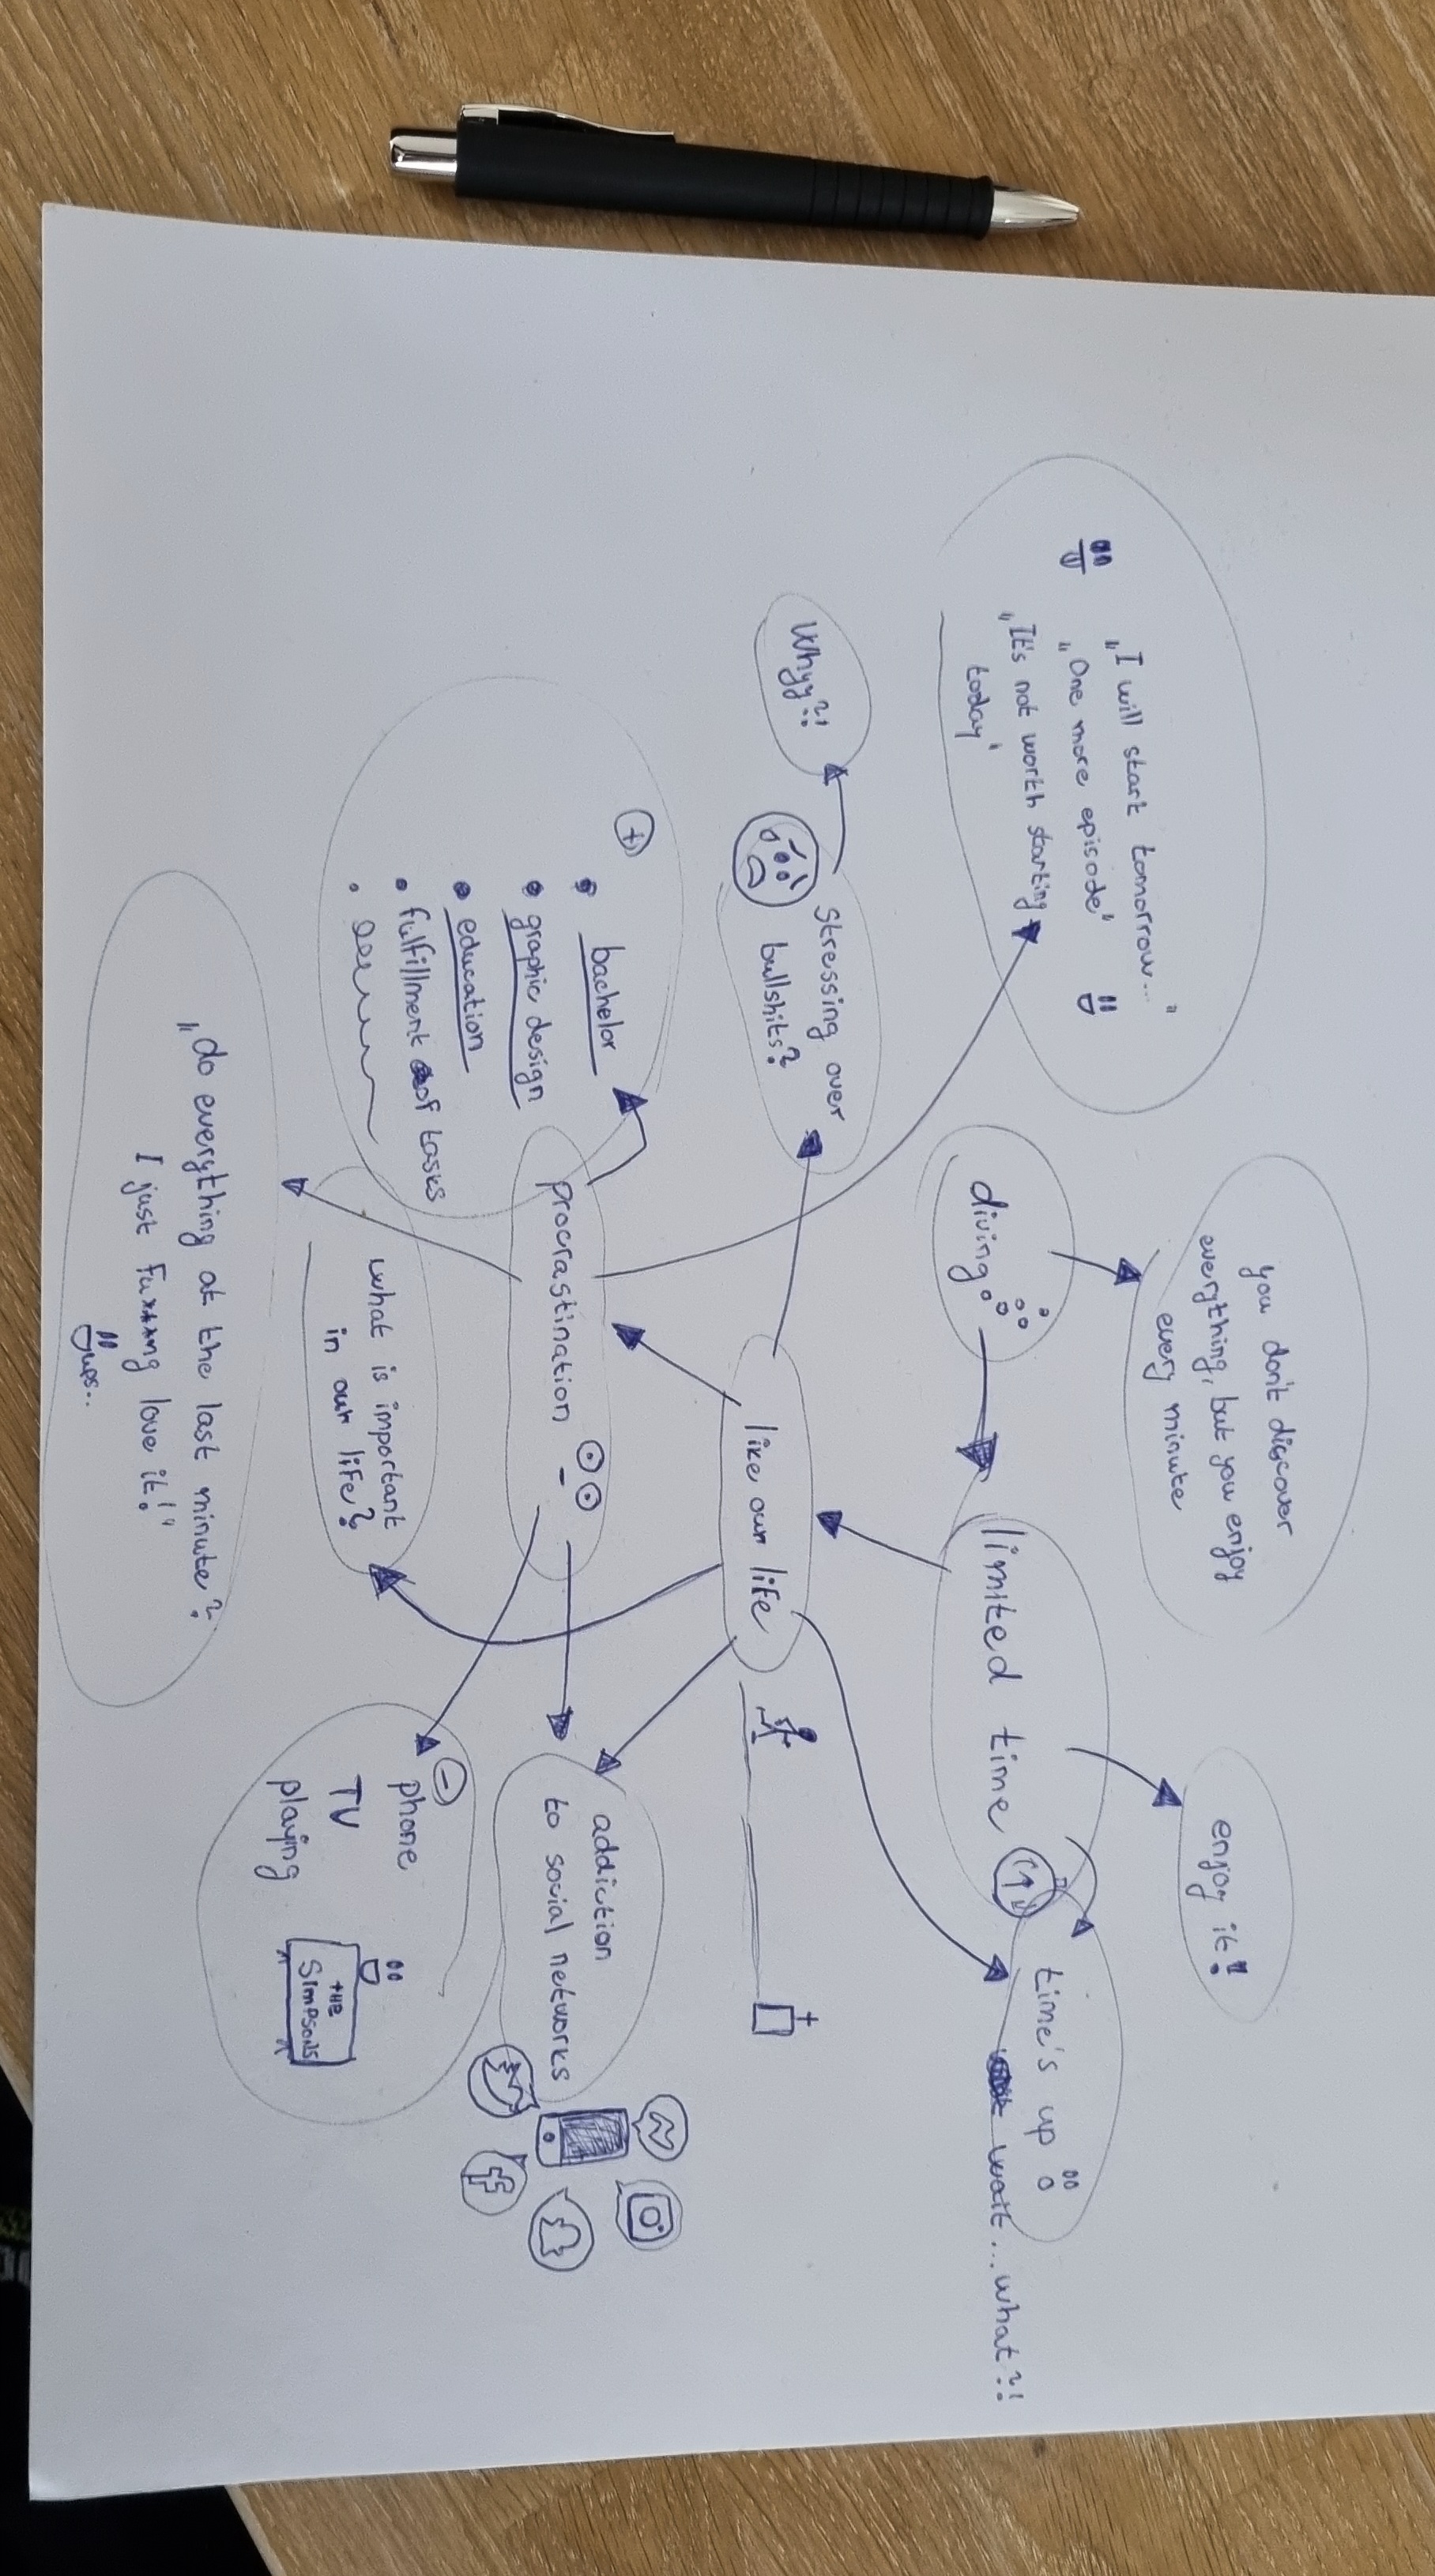 you don't discover
everything, but you enjoy
every minute
enjoy it!
„I will start tomorrow..."
„One more episode"
„It's not worth starting
today"
diving
limited time
time's up
wait...what?!
Whyy?!
stressing over
bullshits?
like our life
+
bachelor
graphic design
education
fulfillment of tasks
procrastination
addiction
to social networks
f
what is important
in our life?
-
phone
TV
playing
THE
SIMPSONS
„do everything at the last minute?
I just Fu****ng love it!"
ups..